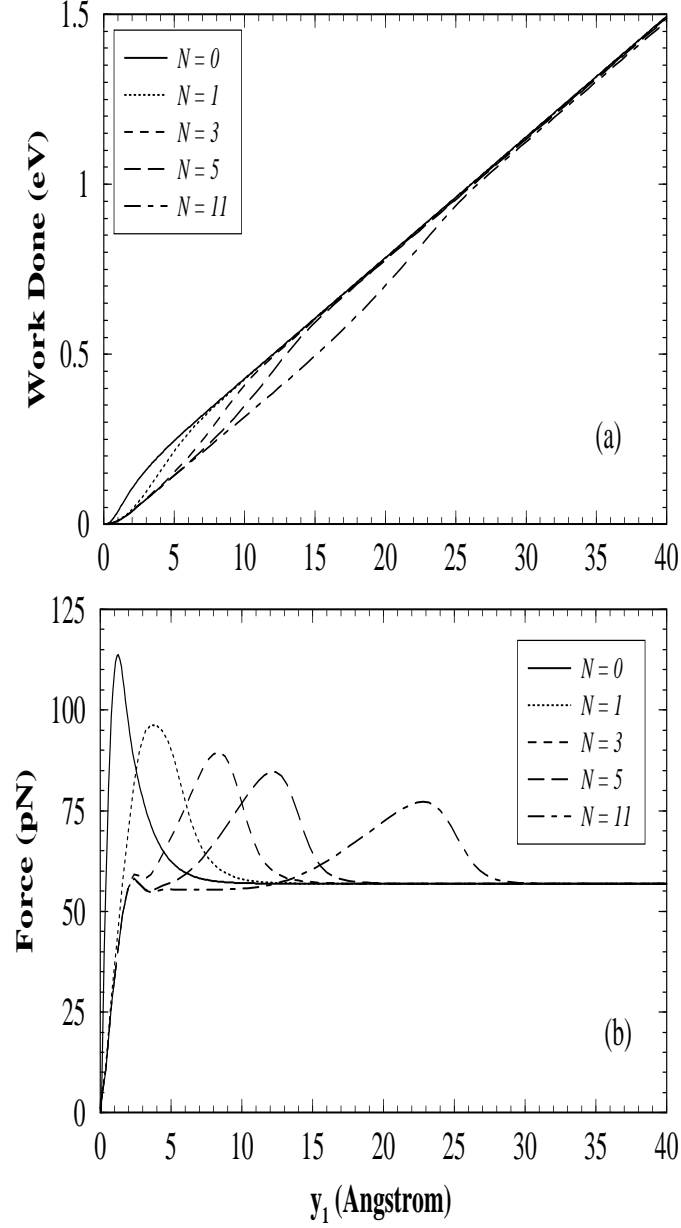 1.5
1
0.5
0
Work Done (eV)
N = 0
N = 1
N = 3
N = 5
N = 11
(a)
0 5 10 15 20 25 30 35 40
125
100
75
50
25
0
Force (pN)
N = 0
N = 1
N = 3
N = 5
N = 11
(b)
0 5 10 15 20 25 30 35 40
y1 (Angstrom)